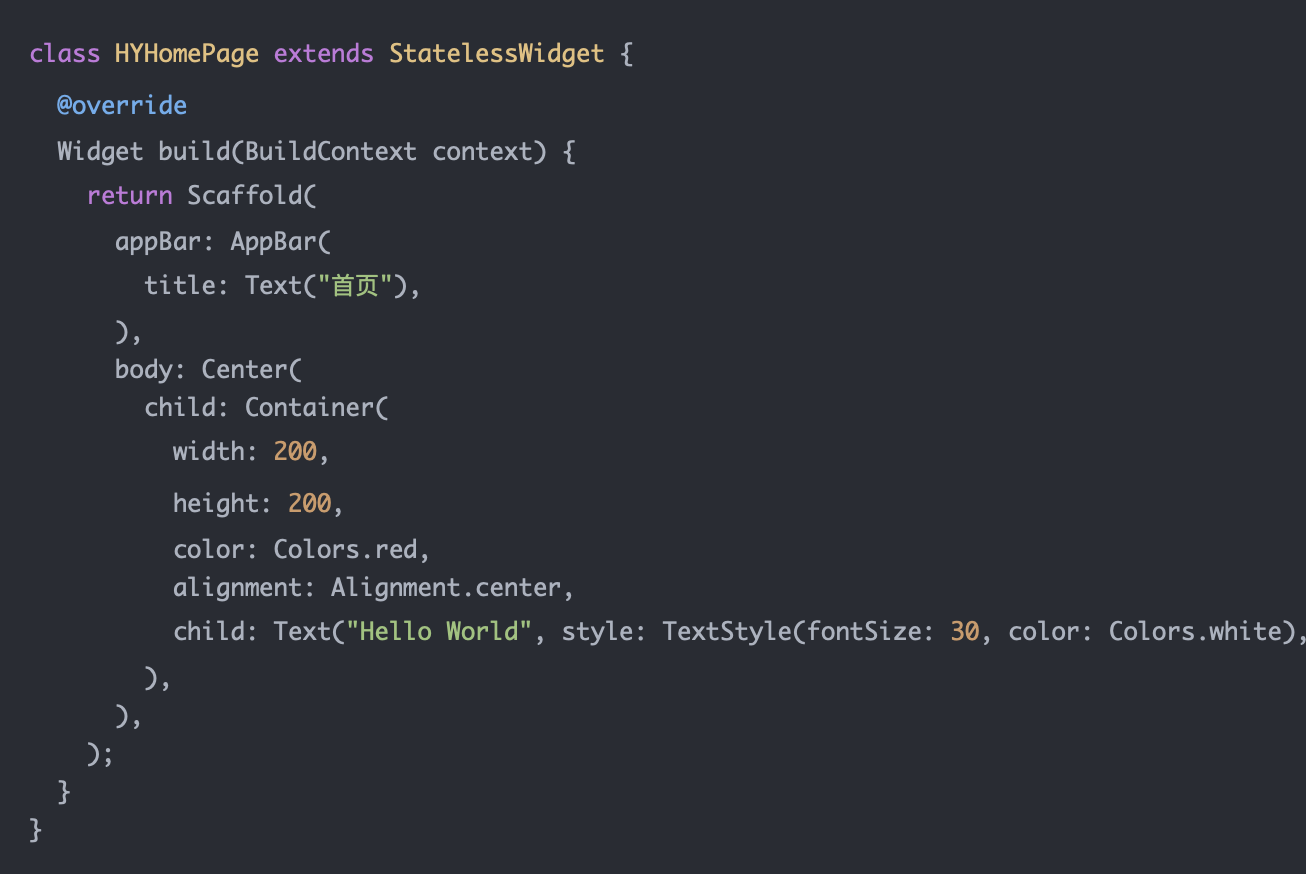 class HYHomePage extends StatelessWidget {
  @override
  Widget build(BuildContext context) {
    return Scaffold(
      appBar: AppBar(
        title: Text("首页"),
      ),
      body: Center(
        child: Container(
          width: 200,
          height: 200,
          color: Colors.red,
          alignment: Alignment.center,
          child: Text("Hello World", style: TextStyle(fontSize: 30, color: Colors.white),
        ),
      ),
    );
  }
}